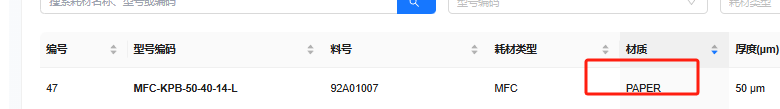 搜索耗材名称、型号或编码
型号编码
耗材类型
编号 型号编码 料号 耗材类型 材质 厚度(µm)
47 MFC-KPB-50-40-14-L 92A01007 MFC PAPER 50 µm